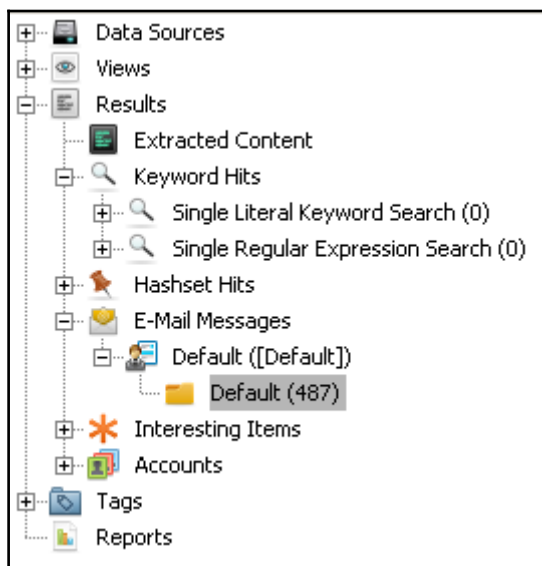 Data Sources
Views
Results
Extracted Content
Keyword Hits
Single Literal Keyword Search (0)
Single Regular Expression Search (0)
Hashset Hits
E-Mail Messages
Default ([Default])
Default (487)
Interesting Items
Accounts
Tags
Reports